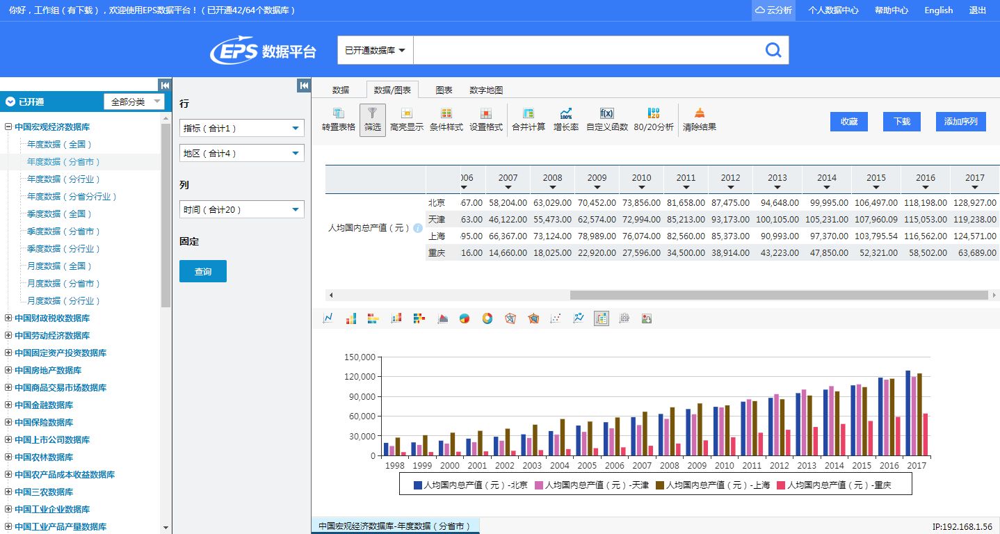 你好，工作组（有下载），欢迎使用EPS数据平台！（已开通42/64个数据库）
云分析 个人数据中心 帮助中心 English 退出
EPS 数据平台
已开通数据库
已开通 全部分类
中国宏观经济数据库
年度数据（全国）
年度数据（分省市）
年度数据（分行业）
年度数据（分省分行业）
季度数据（全国）
季度数据（分省市）
季度数据（分行业）
月度数据（全国）
月度数据（分省市）
月度数据（分行业）
中国财政税收数据库
中国劳动经济数据库
中国固定资产投资数据库
中国房地产数据库
中国商品交易市场数据库
中国金融数据库
中国保险数据库
中国上市公司数据库
中国农林数据库
中国农产品成本收益数据库
中国三农数据库
中国工业企业数据库
中国工业产品产量数据库
行
指标（合计1）
地区（合计4）
列
时间（合计20）
固定
查询
数据 数据/图表 图表 数字地图
100% f(x) 80 20
转置表格 筛选 高亮显示 条件样式 设置格式 合并计算 增长率 自定义函数 80/20分析 清除结果
收藏 下载 添加序列
006 2007 2008 2009 2010 2011 2012 2013 2014 2015 2016 2017
人均国内总产值（元）
北京 67.00 58,204.00 63,029.00 70,452.00 73,856.00 81,658.00 87,475.00 94,648.00 99,995.00 106,497.00 118,198.00 128,927.00
天津 63.00 46,122.00 55,473.00 62,574.00 72,994.00 85,213.00 93,173.00 100,105.00 105,231.00 107,960.09 115,053.00 119,238.00
上海 95.00 66,367.00 73,124.00 78,989.00 76,074.00 82,560.00 85,373.00 90,993.00 97,370.00 103,795.54 116,562.00 124,571.00
重庆 16.00 14,660.00 18,025.00 22,920.00 27,596.00 34,500.00 38,914.00 43,223.00 47,850.00 52,321.00 58,502.00 63,689.00
150,000
120,000
90,000
60,000
30,000
0
1998 1999 2000 2001 2002 2003 2004 2005 2006 2007 2008 2009 2010 2011 2012 2013 2014 2015 2016 2017
人均国内总产值（元）-北京 人均国内总产值（元）-天津 人均国内总产值（元）-上海 人均国内总产值（元）-重庆
中国宏观经济数据库-年度数据（分省市）
IP:192.168.1.56